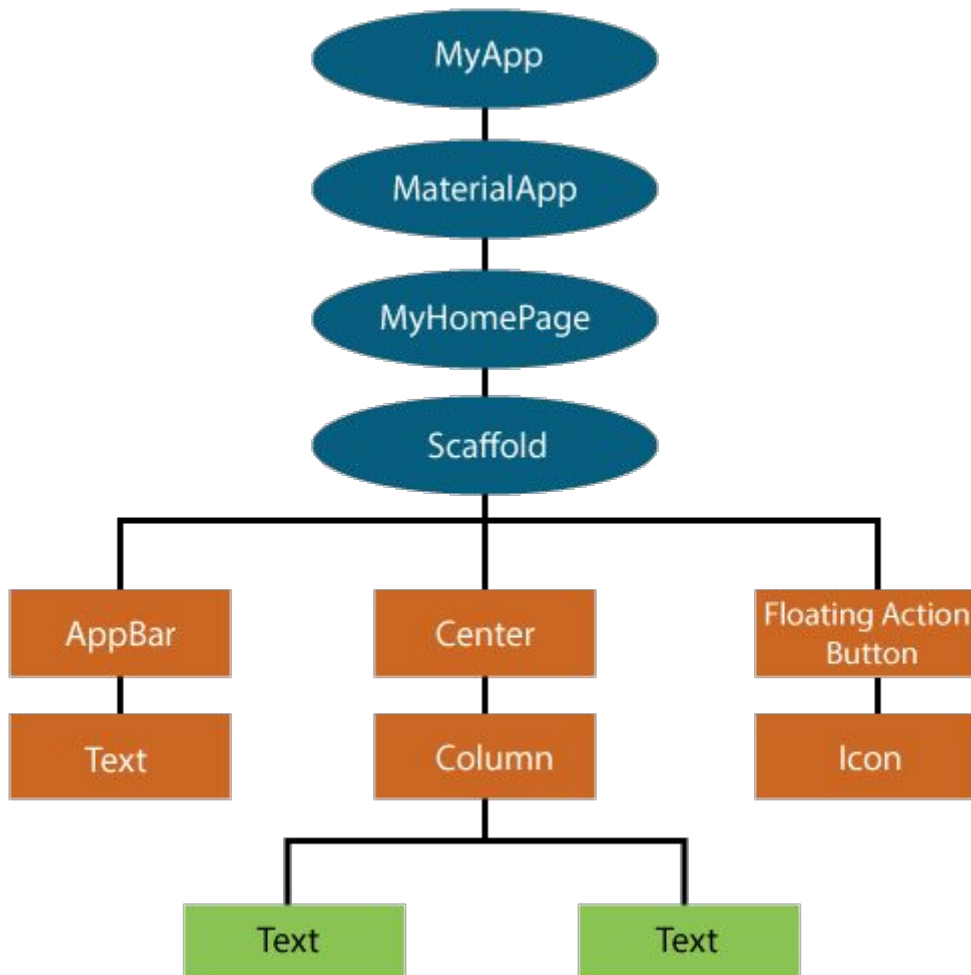 MyApp
MaterialApp
MyHomePage
Scaffold
AppBar
Center
Floating Action
Button
Text
Column
Icon
Text
Text